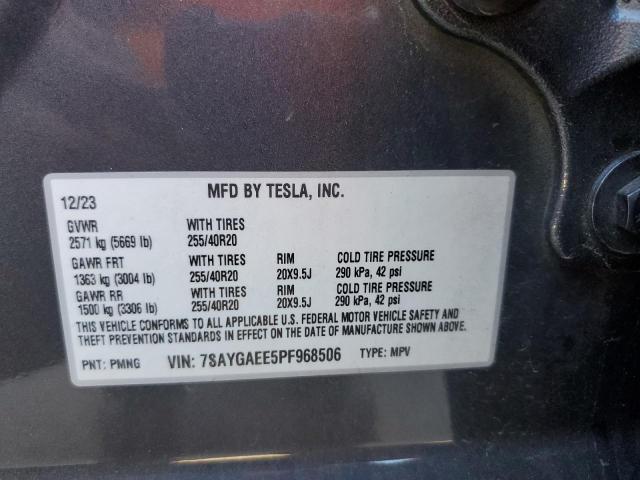 MFD BY TESLA, INC.
12/23
GVWR WITH TIRES
2571 kg (5669 lb) 255/40R20
GAWR FRT WITH TIRES RIM COLD TIRE PRESSURE
1363 kg (3004 lb) 255/40R20 20X9.5J 290 kPa, 42 psi
GAWR RR WITH TIRES RIM COLD TIRE PRESSURE
1500 kg (3306 lb) 255/40R20 20X9.5J 290 kPa, 42 psi
THIS VEHICLE CONFORMS TO ALL APPLICABLE U.S. FEDERAL MOTOR VEHICLE SAFETY AND
THEFT PREVENTION STANDARDS IN EFFECT ON THE DATE OF MANUFACTURE SHOWN ABOVE.
PNT: PMNG VIN: 7SAYGAEE5PF968506 TYPE: MPV